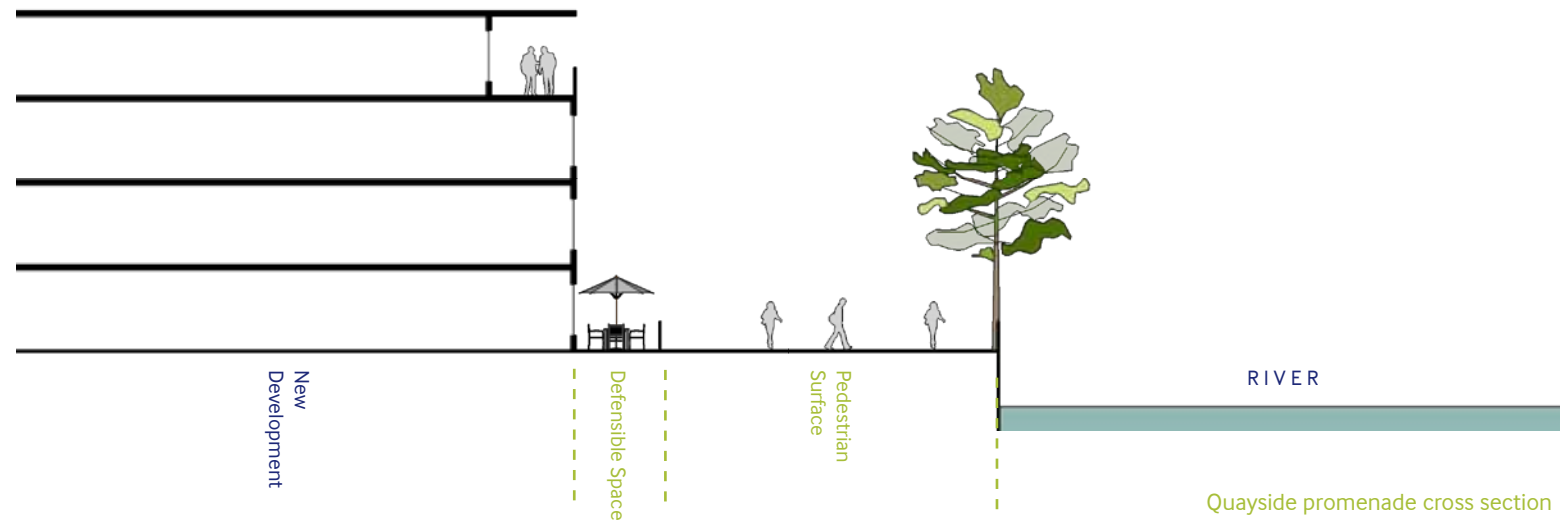 New
Development
Defensible Space
Pedestrian
Surface
RIVER
Quayside promenade cross section